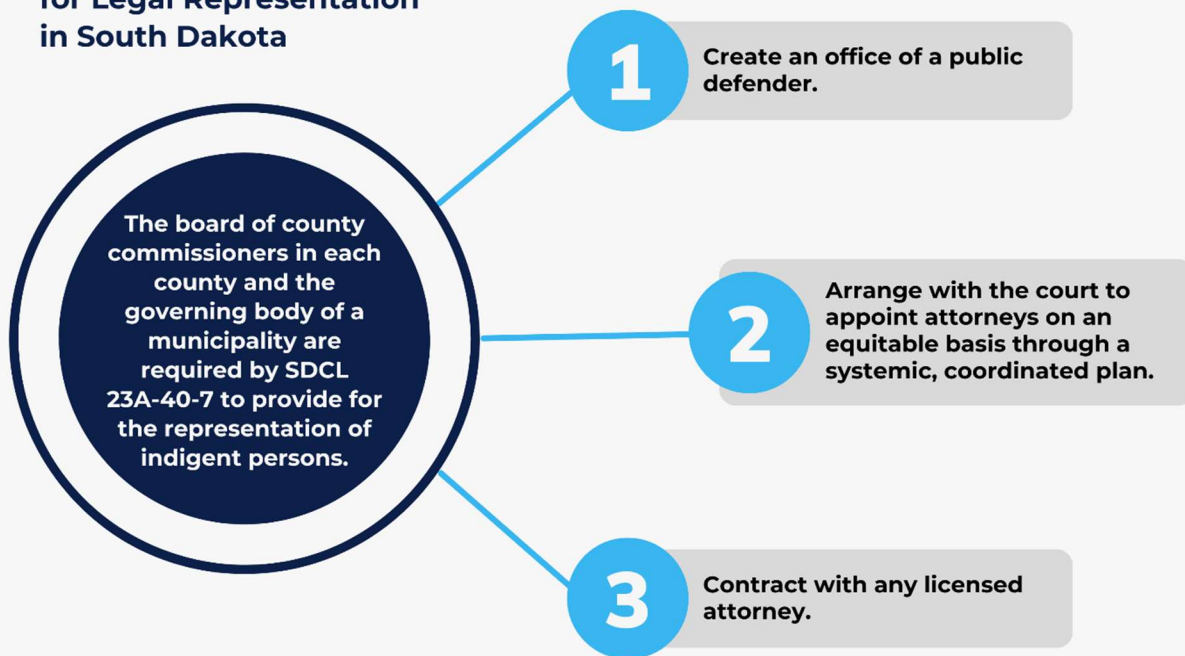 for Legal Representation
in South Dakota
The board of county
commissioners in each
county and the
governing body of a
municipality are
required by SDCL
23A-40-7 to provide for
the representation of
indigent persons.
1
Create an office of a public
defender.
2
Arrange with the court to
appoint attorneys on an
equitable basis through a
systemic, coordinated plan.
3
Contract with any licensed
attorney.